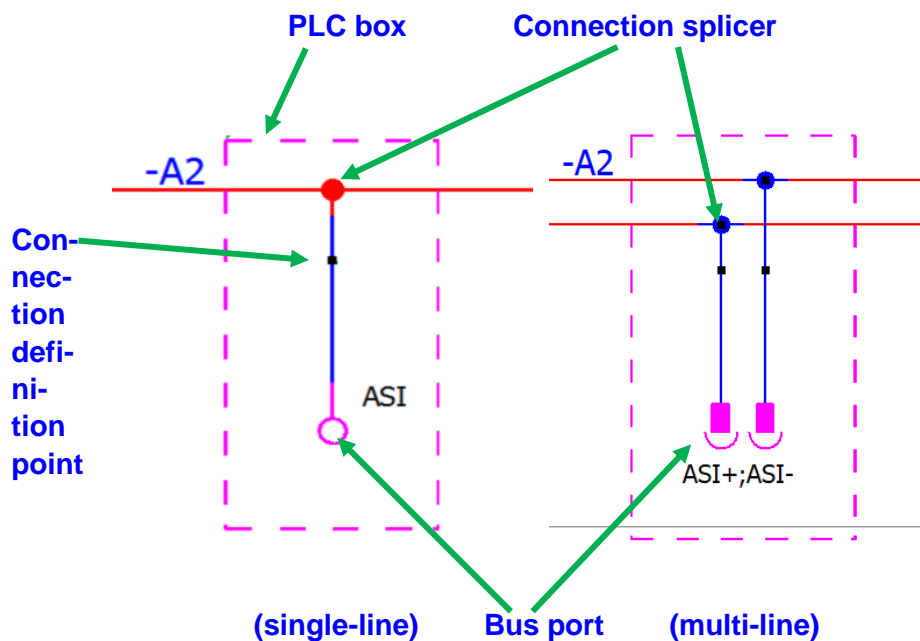 PLC box
Connection splicer
-A2
-A2
Con-
nec-
tion
defi-
ni-
tion
point
ASI
ASI+;ASI-
(single-line)
Bus port
(multi-line)